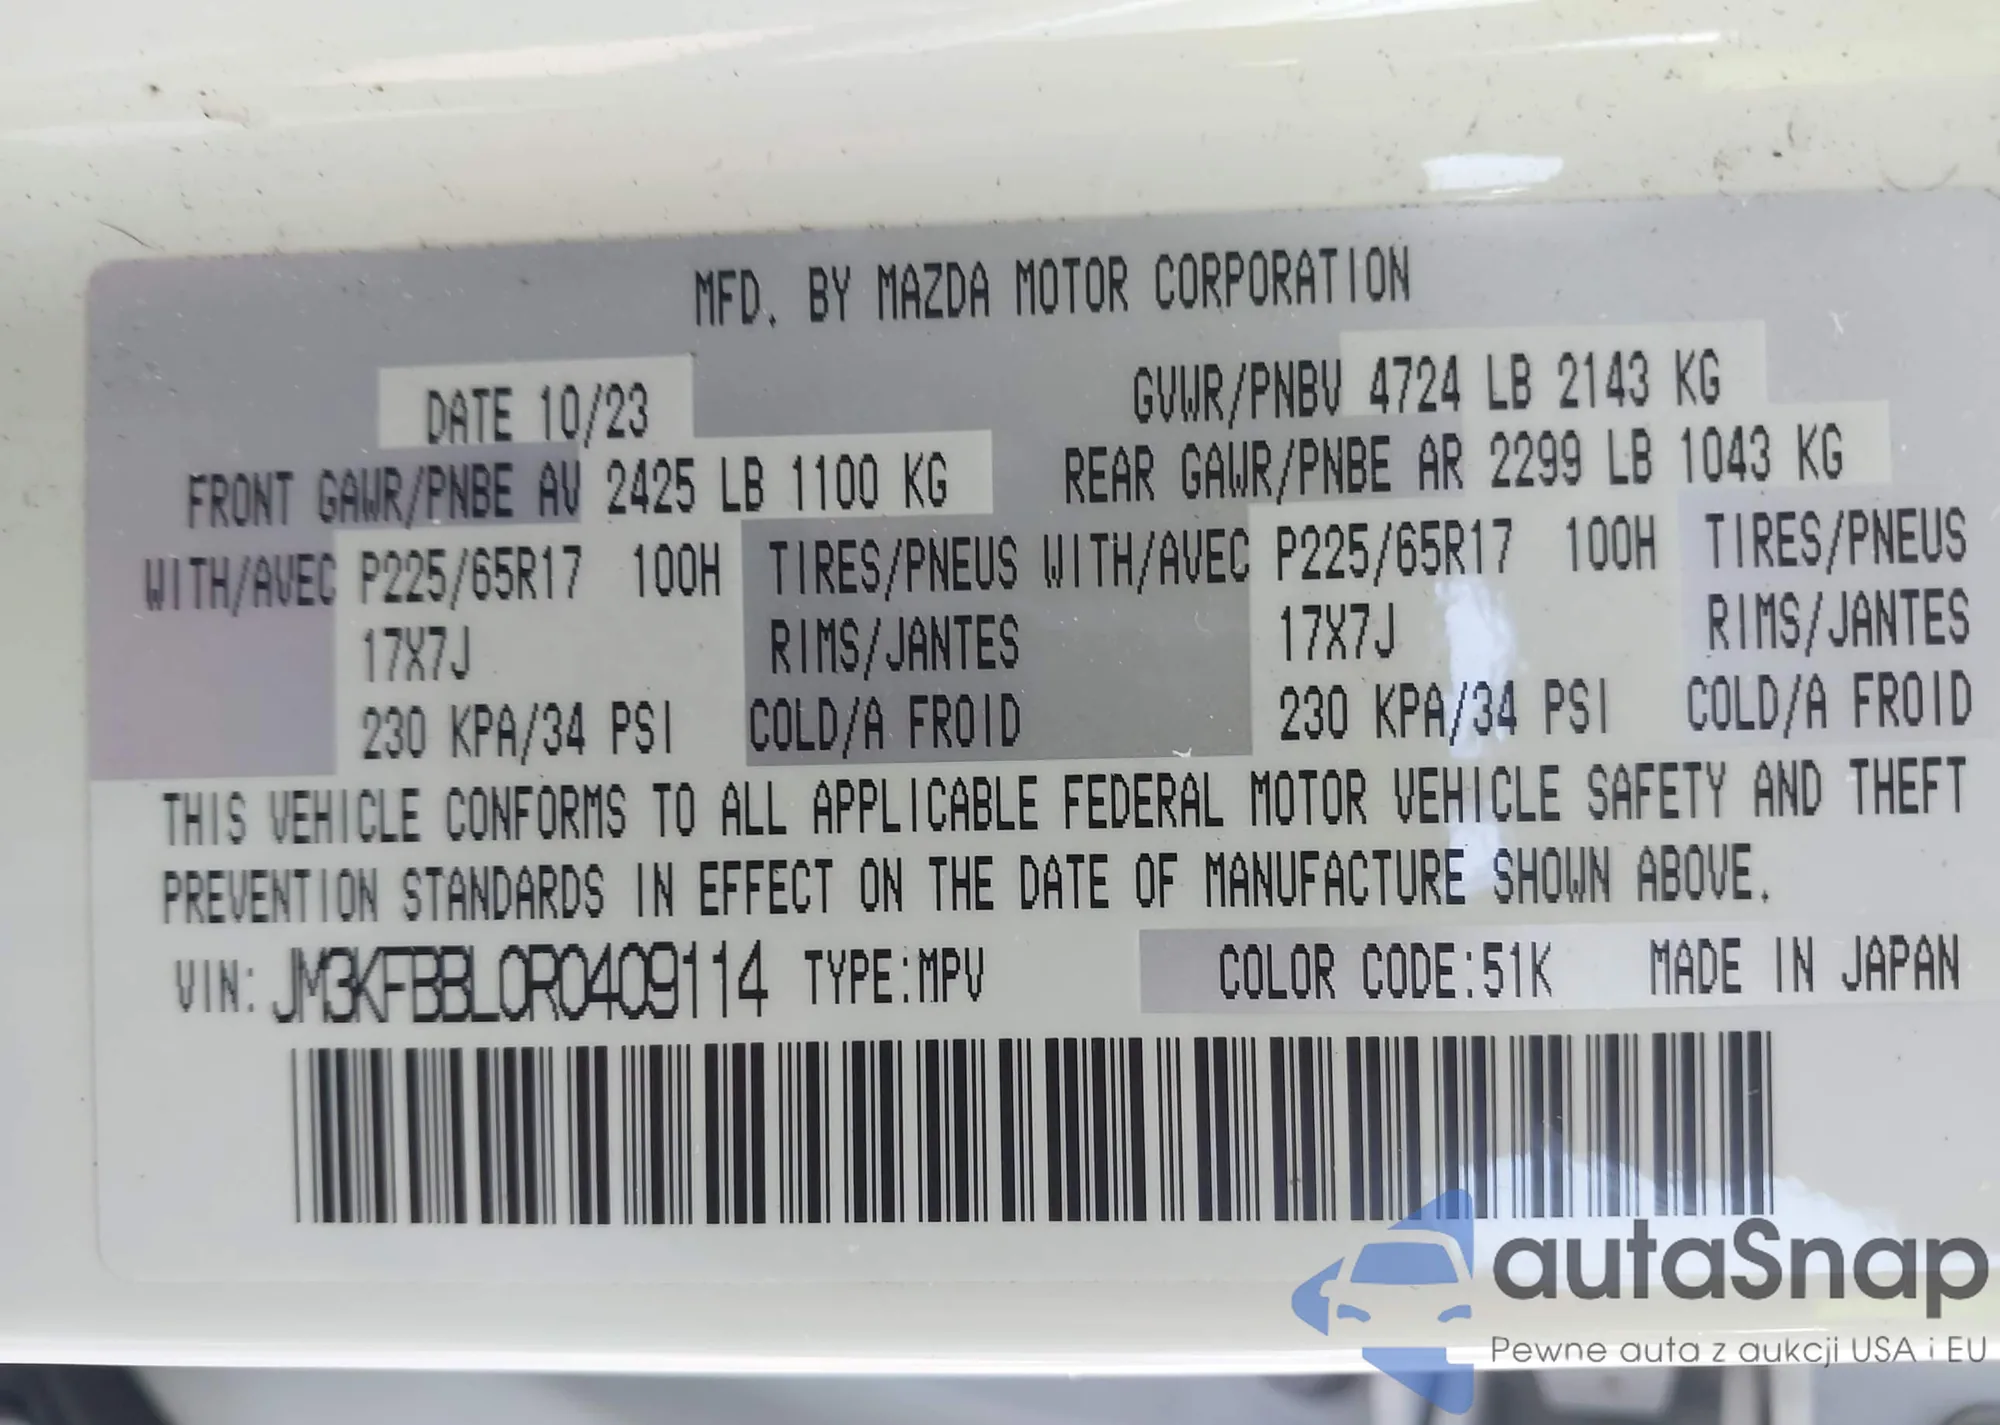 MFD. BY MAZDA MOTOR CORPORATION
DATE 10/23 GVWR/PNBV 4724 LB 2143 KG
FRONT GAWR/PNBE AV 2425 LB 1100 KG REAR GAWR/PNBE AR 2299 LB 1043 KG
WITH/AVEC P225/65R17 100H TIRES/PNEUS WITH/AVEC P225/65R17 100H TIRES/PNEUS
17X7J RIMS/JANTES 17X7J RIMS/JANTES
230 KPA/34 PSI COLD/A FROID 230 KPA/34 PSI COLD/A FROID
THIS VEHICLE CONFORMS TO ALL APPLICABLE FEDERAL MOTOR VEHICLE SAFETY AND THEFT
PREVENTION STANDARDS IN EFFECT ON THE DATE OF MANUFACTURE SHOWN ABOVE.
VIN: JM3KFBBL0R0409114 TYPE:MPV COLOR CODE:51K MADE IN JAPAN
autaSnap
Pewne auta z aukcji USA i EU